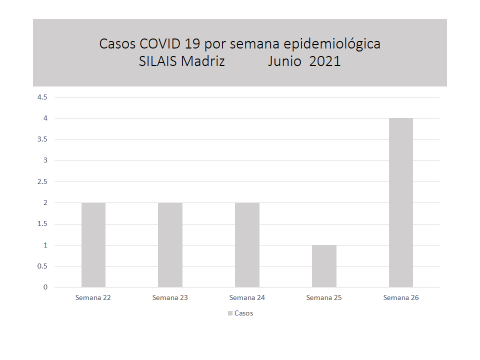 Casos COVID 19 por semana epidemiológica
SILAIS Madriz Junio 2021
4.5
4
3.5
3
2.5
2
1.5
1
0.5
0
Semana 22 Semana 23 Semana 24 Semana 25 Semana 26
Casos